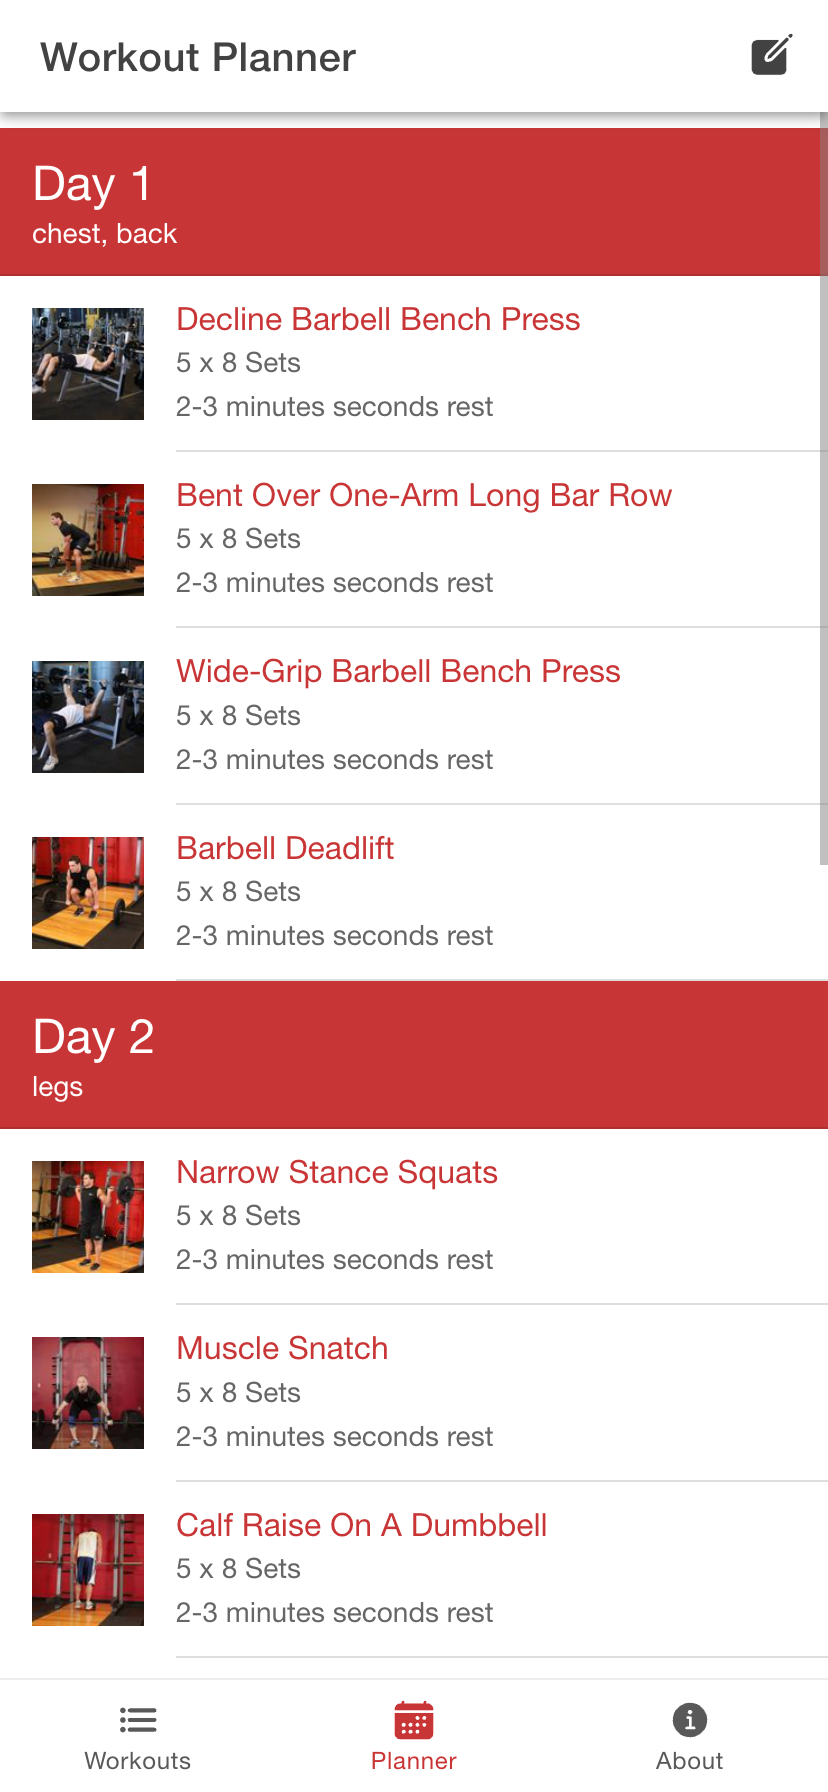 Workout Planner
Day 1
chest, back
Decline Barbell Bench Press
5 x 8 Sets
2-3 minutes seconds rest
Bent Over One-Arm Long Bar Row
5 x 8 Sets
2-3 minutes seconds rest
Wide-Grip Barbell Bench Press
5 x 8 Sets
2-3 minutes seconds rest
Barbell Deadlift
5 x 8 Sets
2-3 minutes seconds rest
Day 2
legs
Narrow Stance Squats
5 x 8 Sets
2-3 minutes seconds rest
Muscle Snatch
5 x 8 Sets
2-3 minutes seconds rest
Calf Raise On A Dumbbell
5 x 8 Sets
2-3 minutes seconds rest
Workouts
Planner
About